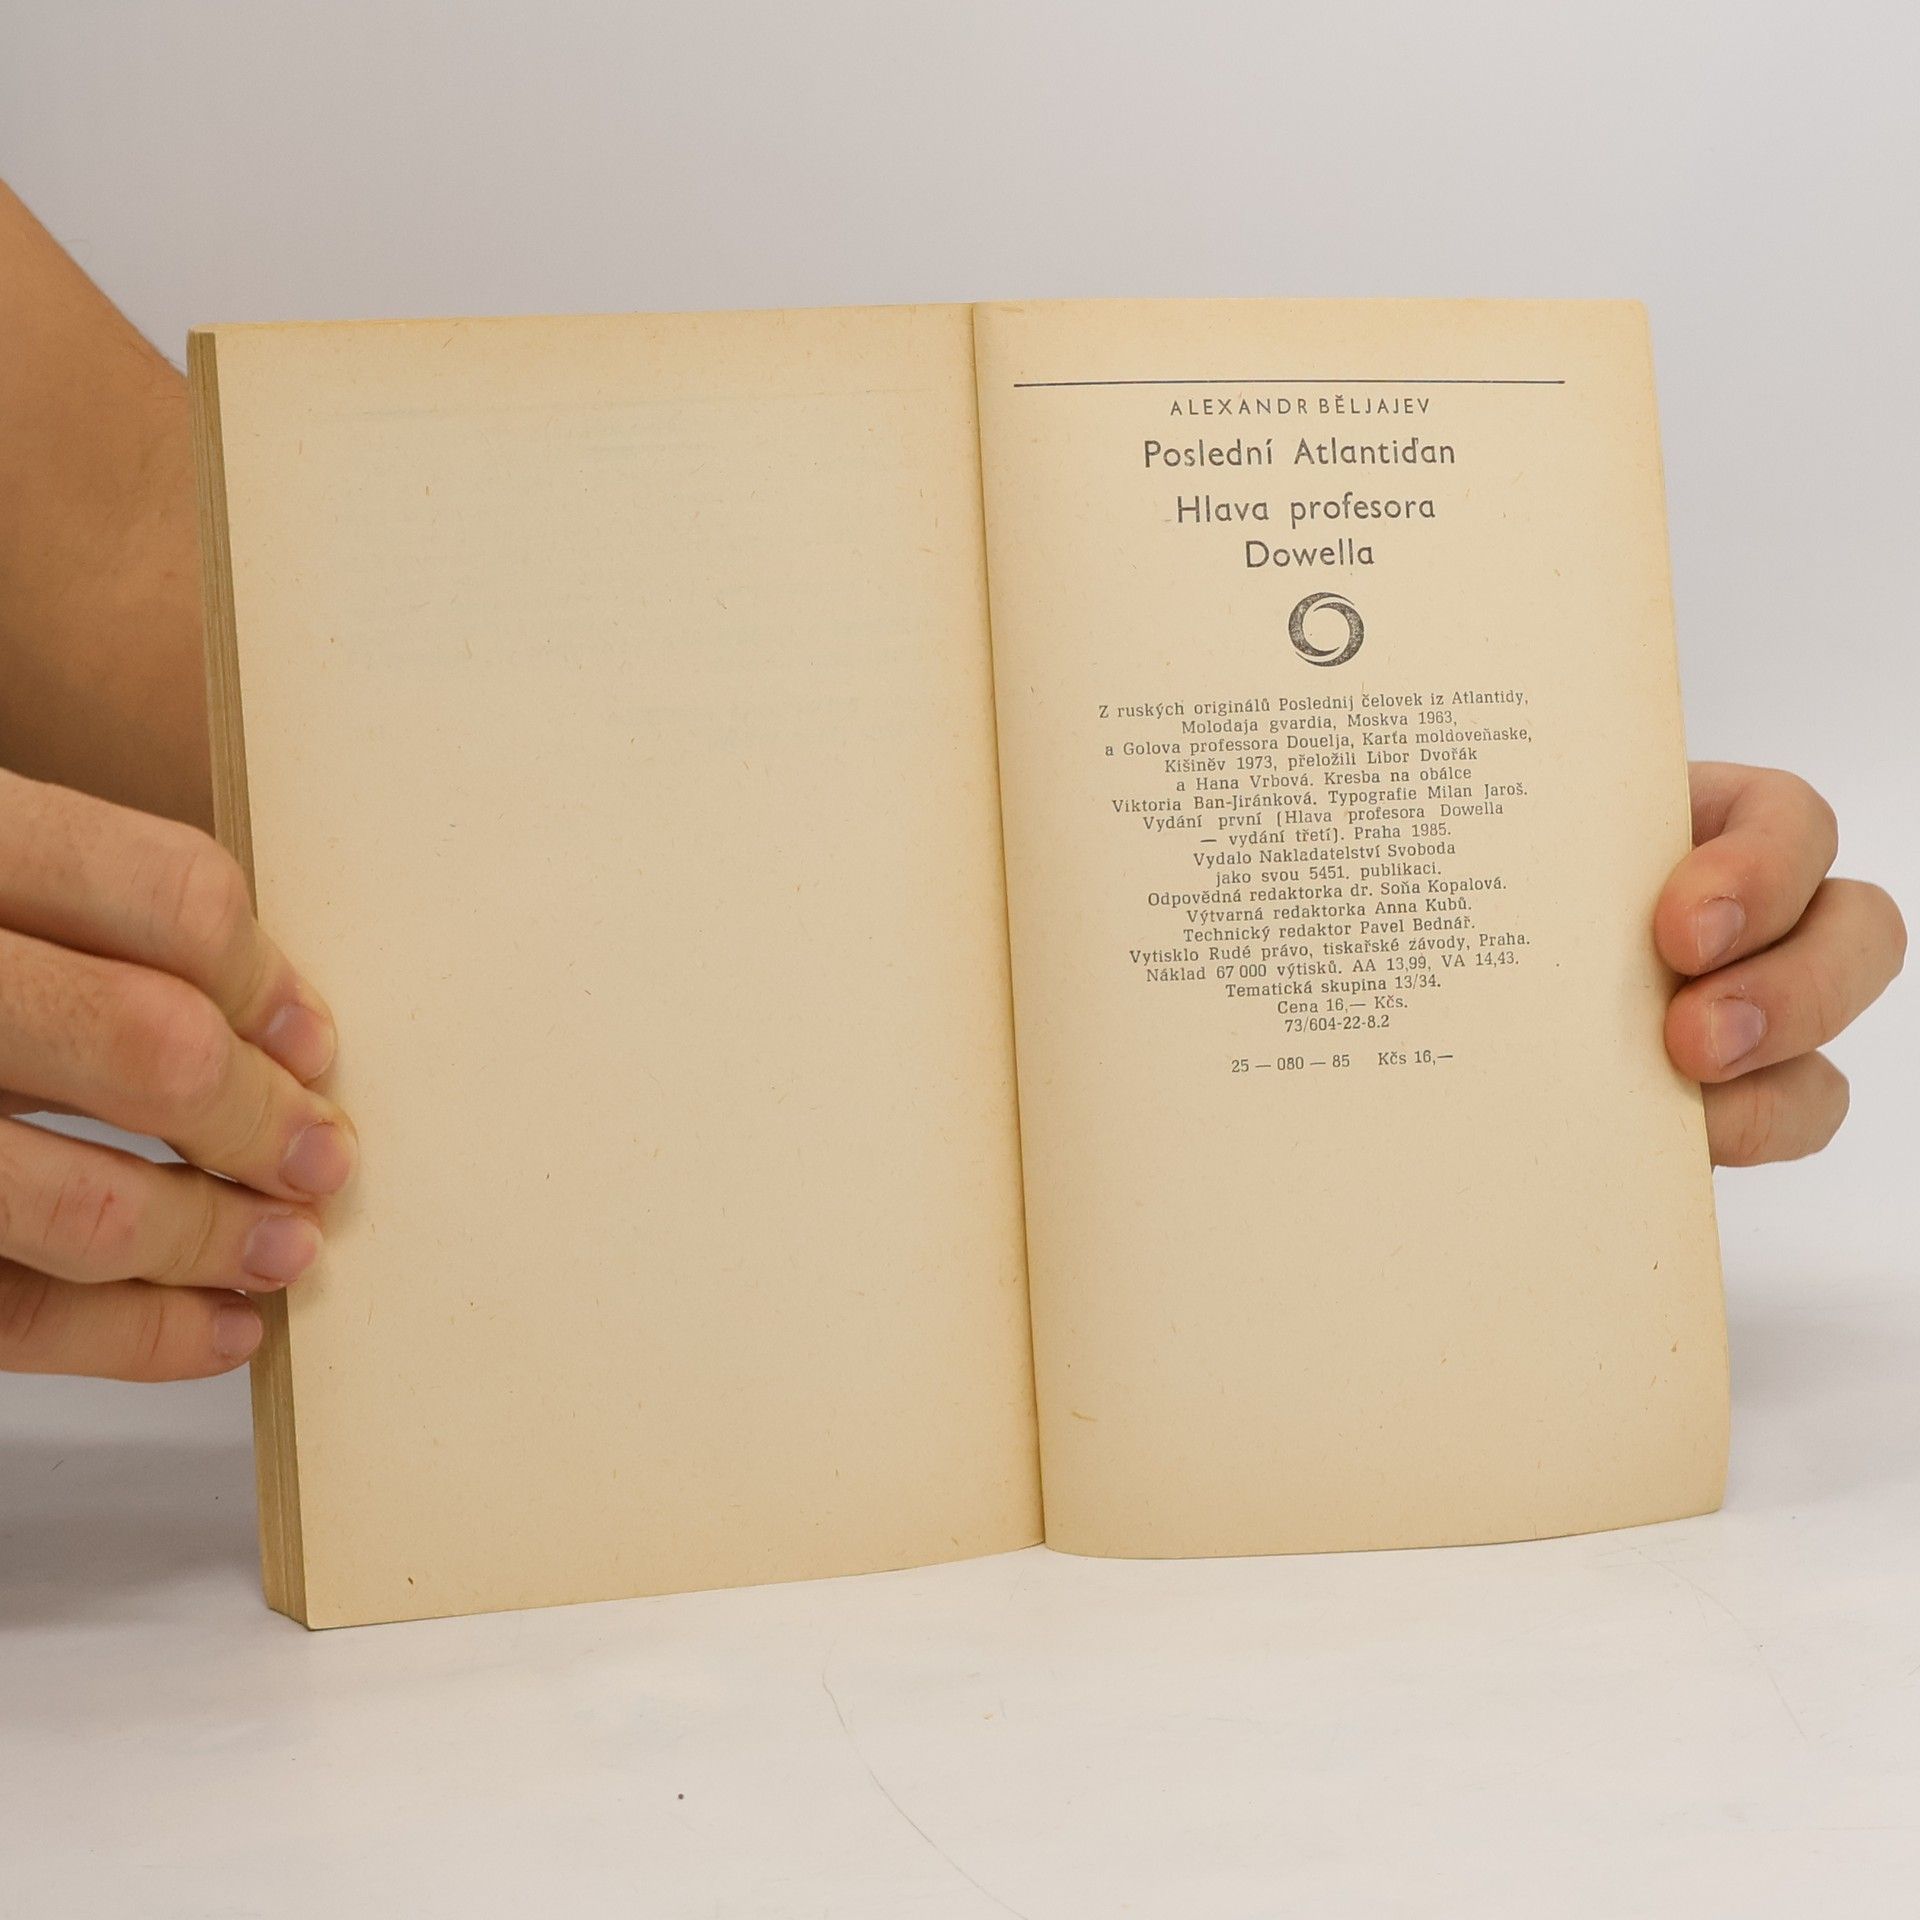 ALEXANDR BĚLJAJEV
Poslední Atlantiďan
Hlava profesora
Dowella
Z ruských originálů Poslednij čelovek iz Atlantidy,
Molodaja gvardia, Moskva 1963,
a Golova professora Douelja, Karťa moldoveňaske,
Kišiněv 1973, přeložili Libor Dvořák
a Hana Vrbová. Kresba na obálce
Viktoria Ban-Jiránková. Typografie Milan Jaroš.
Vydání první (Hlava profesora Dowella
— vydání třetí). Praha 1985.
Vydalo Nakladatelství Svoboda
jako svou 5451. publikaci.
Odpovědná redaktorka dr. Soňa Kopalová.
Výtvarná redaktorka Anna Kubů.
Technický redaktor Pavel Bednář.
Vytisklo Rudé právo, tiskařské závody, Praha.
Náklad 67 000 výtisků. AA 13,99, VA 14,43.
Tematická skupina 13/34.
Cena 16,— Kčs.
73/604-22-8.2
25 — 080 — 85 Kčs 16,—